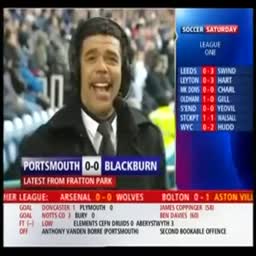 SOCCER SATURDAY
LEAGUE
ONE
LEEDS 0-3 SWIND
LEYTON 0-3 HART
MK DONS 0-0 CHARL
OLDHAM 1-0 GILL
S'END 0-0 YEOVIL
STCKPT 1-1 WALSALL
WYC 0-2 HUDD
PORTSMOUTH 0-0 BLACKBURN
LATEST FROM FRATTON PARK
HER LEAGUE: ARSENAL 0-0 WOLVES BOLTON 0-1 ASTON VIL
GOAL DONCASTER 1 PLYMOUTH 0 JAMES COPPINGER (58)
GOAL NOTTS CO 3 BURY 0 BEN DAVIES (60)
FT (-) LOW ELEMENTS CEFN DRUIDS 0 ABERYSTWYTH 3
OFF ANTHONY VANDEN BORRE (PORTSMOUTH) SECOND BOOKABLE OFFENCE